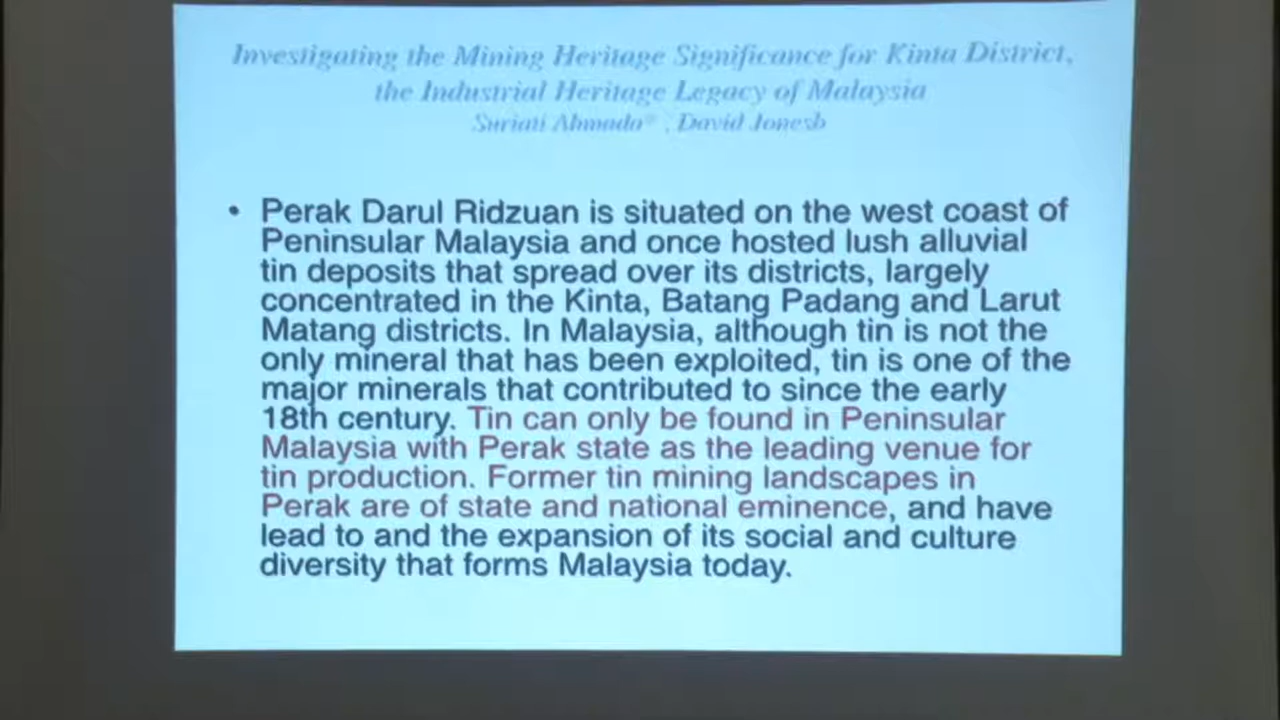 Investigating the Mining Heritage Significance for Kinta District,
the Industrial Heritage Legacy of Malaysia
Suriati Ahmada* , David Jonesb
• Perak Darul Ridzuan is situated on the west coast of
Peninsular Malaysia and once hosted lush alluvial
tin deposits that spread over its districts, largely
concentrated in the Kinta, Batang Padang and Larut
Matang districts. In Malaysia, although tin is not the
only mineral that has been exploited, tin is one of the
major minerals that contributed to since the early
18th century. Tin can only be found in Peninsular
Malaysia with Perak state as the leading venue for
tin production. Former tin mining landscapes in
Perak are of state and national eminence, and have
lead to and the expansion of its social and culture
diversity that forms Malaysia today.